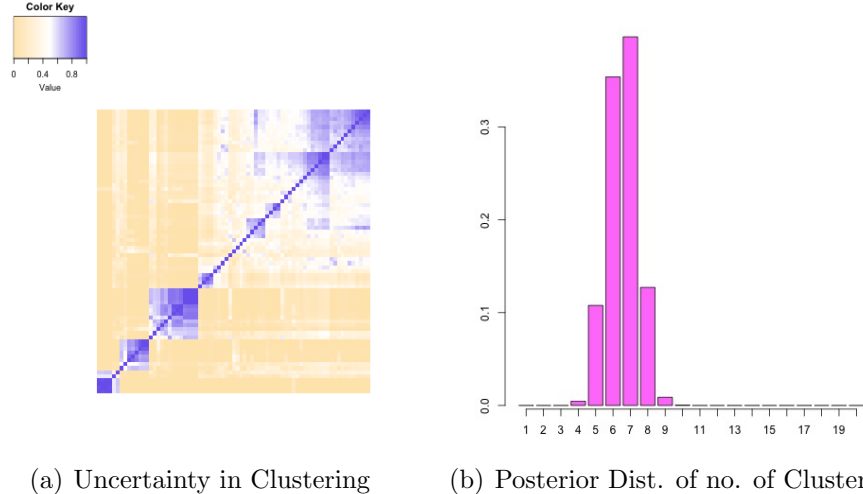 Color Key
0 0.4 0.8
Value
0.3
0.2
0.1
0.0
1 2 3 4 5 6 7 8 9 11 13 15 17 19
(a) Uncertainty in Clustering
(b) Posterior Dist. of no. of Cluster